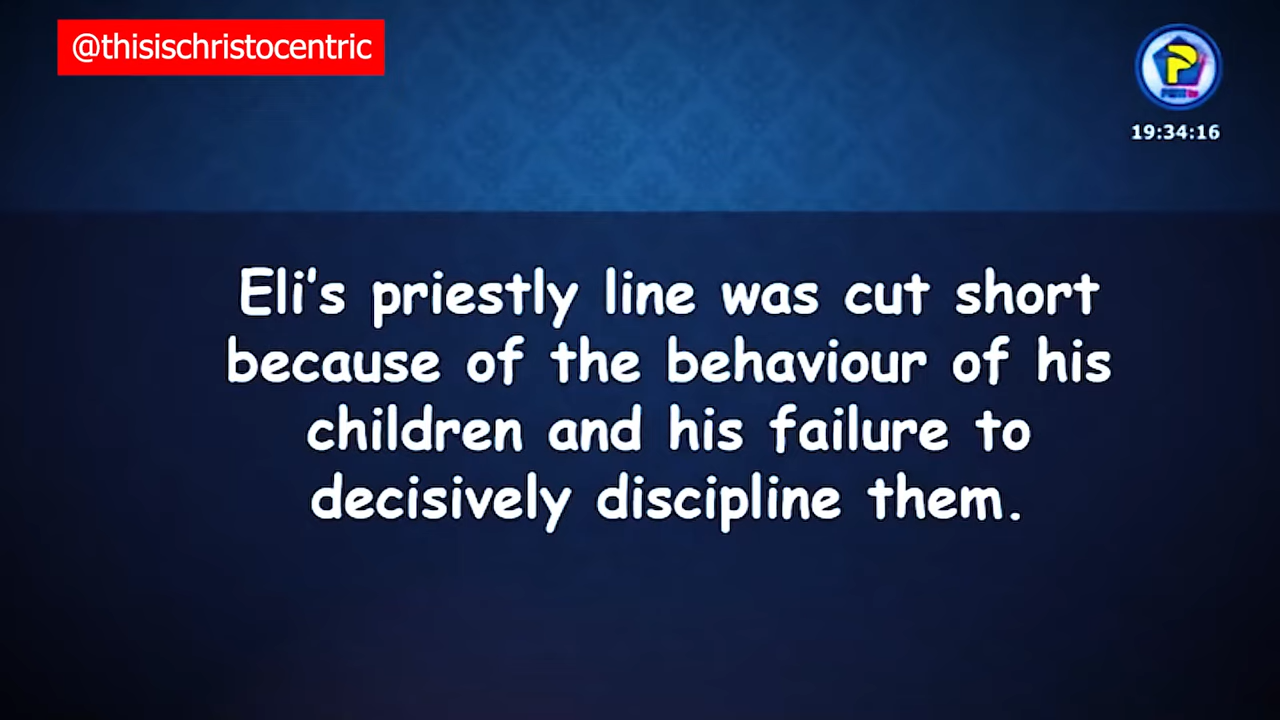 @thisischristocentric
19:34:16
Eli's priestly line was cut short
because of the behaviour of his
children and his failure to
decisively discipline them.